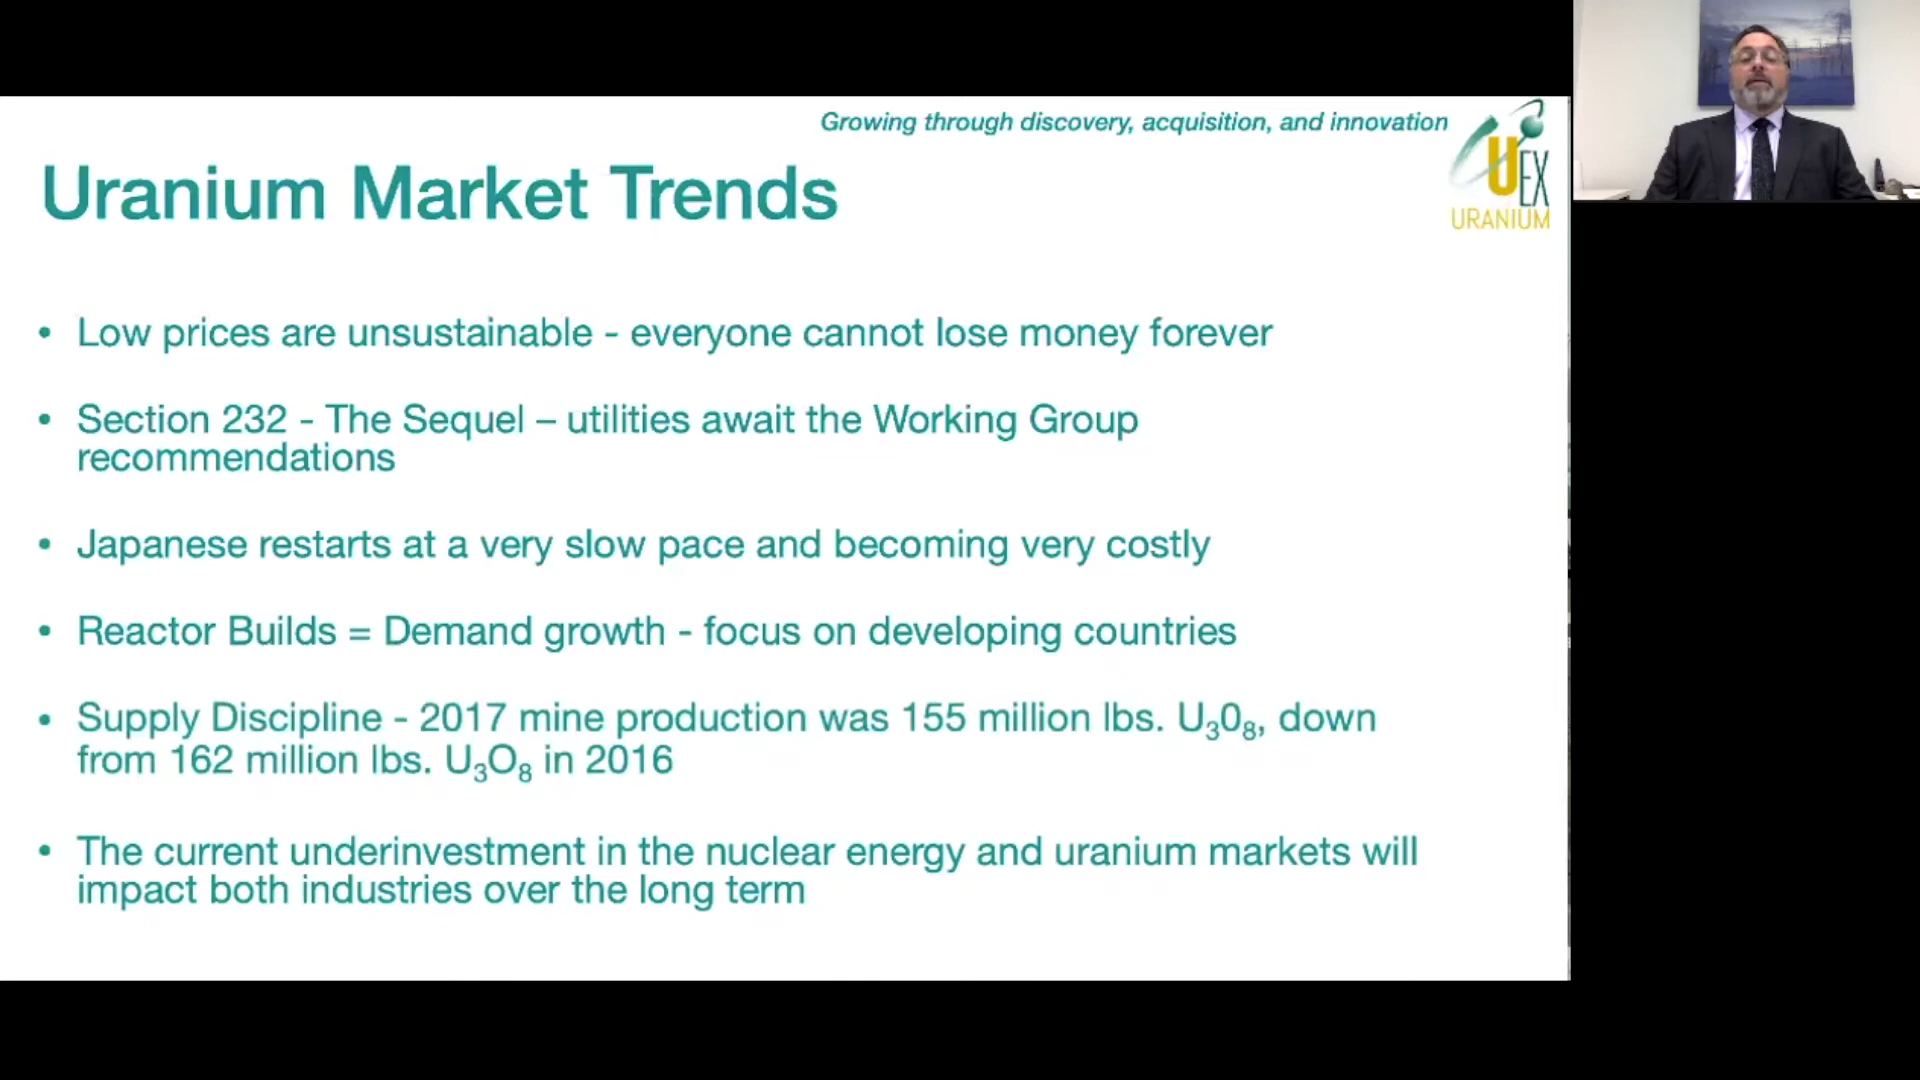 Growing through discovery, acquisition, and innovation
UEX
URANIUM
Uranium Market Trends
• Low prices are unsustainable - everyone cannot lose money forever
• Section 232 - The Sequel – utilities await the Working Group
recommendations
• Japanese restarts at a very slow pace and becoming very costly
• Reactor Builds = Demand growth - focus on developing countries
• Supply Discipline - 2017 mine production was 155 million lbs. U₃0₈, down
from 162 million lbs. U₃O₈ in 2016
• The current underinvestment in the nuclear energy and uranium markets will
impact both industries over the long term